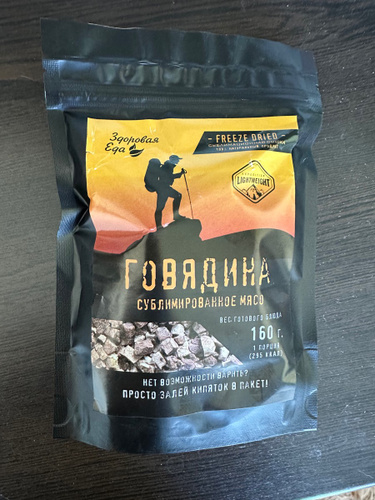 Здоровая
Еда
- FREEZE DRIED -
LIGHTWEIGHT
ГОВЯДИНА
СУБЛИМИРОВАННОЕ МЯСО
ВЕС ГОТОВОГО БЛЮДА
160 г.
1 ПОРЦИЯ
(295 ККАЛ)
НЕТ ВОЗМОЖНОСТИ ВАРИТЬ?
ПРОСТО ЗАЛЕЙ КИПЯТОК В ПАКЕТ!